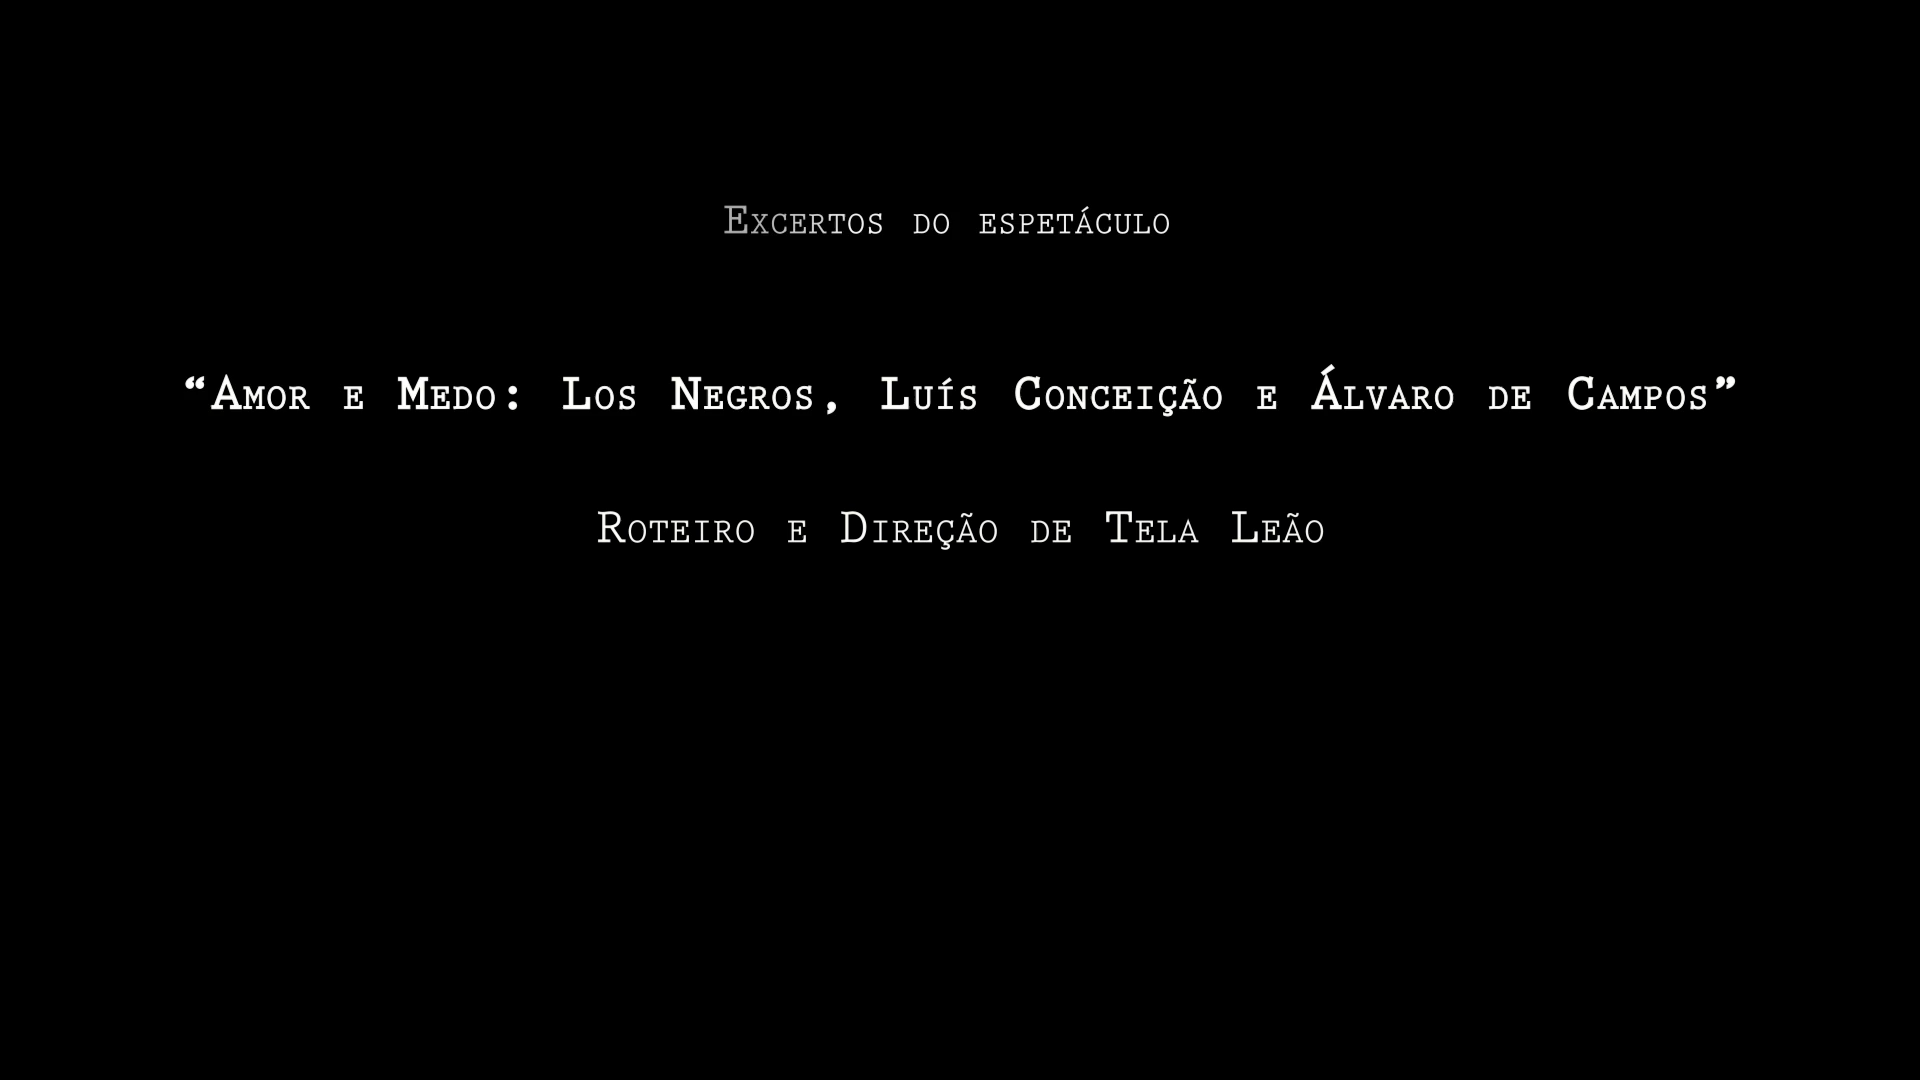 Excertos do espetáculo
“Amor e Medo: Los Negros, Luís Conceição e Álvaro de Campos”
Roteiro e Direção de Tela Leão